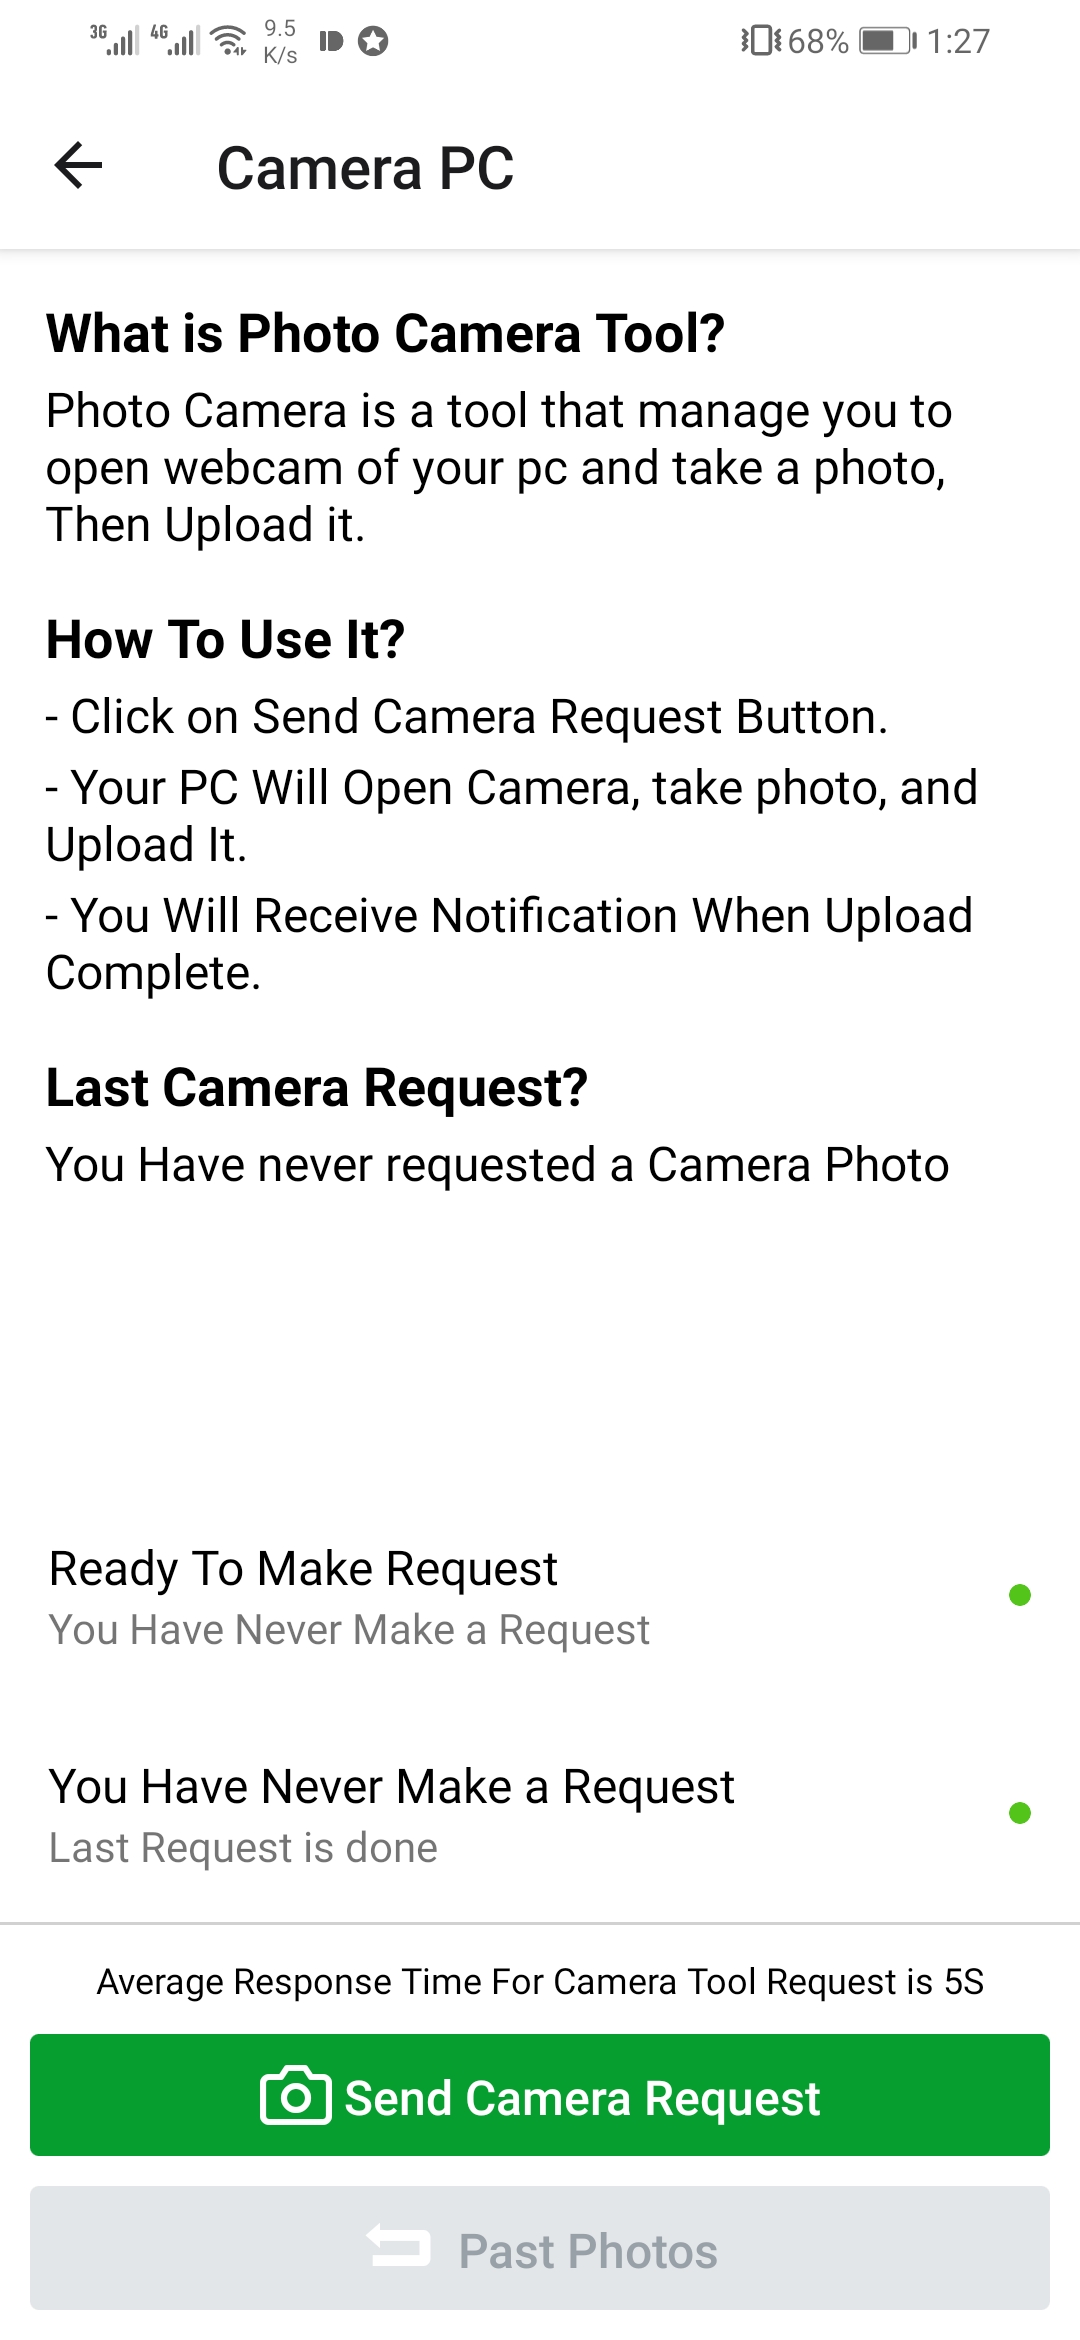 3G 4G 9.5 K/s 68% 1:27
Camera PC
What is Photo Camera Tool?
Photo Camera is a tool that manage you to
open webcam of your pc and take a photo,
Then Upload it.
How To Use It?
- Click on Send Camera Request Button.
- Your PC Will Open Camera, take photo, and
Upload It.
- You Will Receive Notification When Upload
Complete.
Last Camera Request?
You Have never requested a Camera Photo
Ready To Make Request
You Have Never Make a Request
You Have Never Make a Request
Last Request is done
Average Response Time For Camera Tool Request is 5S
Send Camera Request
Past Photos